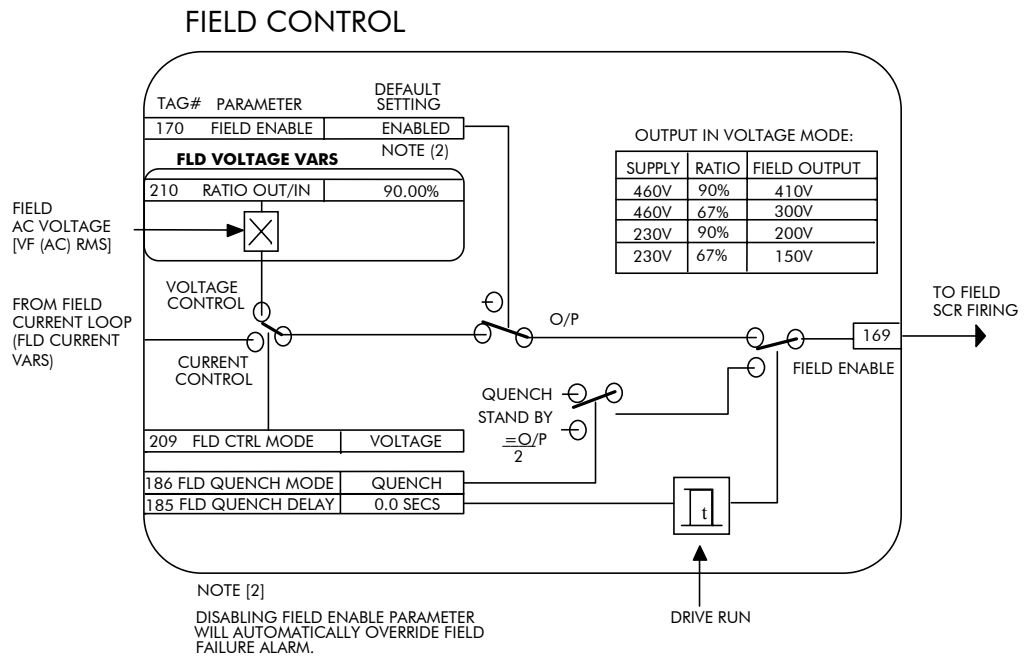 FIELD CONTROL
TAG# PARAMETER DEFAULT SETTING
170 FIELD ENABLE ENABLED
NOTE (2)
FLD VOLTAGE VARS
210 RATIO OUT/IN 90.00%
FIELD
AC VOLTAGE
[VF (AC) RMS]
OUTPUT IN VOLTAGE MODE:
SUPPLY RATIO FIELD OUTPUT
460V 90% 410V
460V 67% 300V
230V 90% 200V
230V 67% 150V
VOLTAGE
CONTROL
FROM FIELD
CURRENT LOOP
(FLD CURRENT
VARS)
CURRENT
CONTROL
O/P
169
FIELD ENABLE
TO FIELD
SCR FIRING
QUENCH
STAND BY
=O/P
2
209 FLD CTRL MODE VOLTAGE
186 FLD QUENCH MODE QUENCH
185 FLD QUENCH DELAY 0.0 SECS
t
DRIVE RUN
NOTE [2]
DISABLING FIELD ENABLE PARAMETER
WILL AUTOMATICALLY OVERRIDE FIELD
FAILURE ALARM.